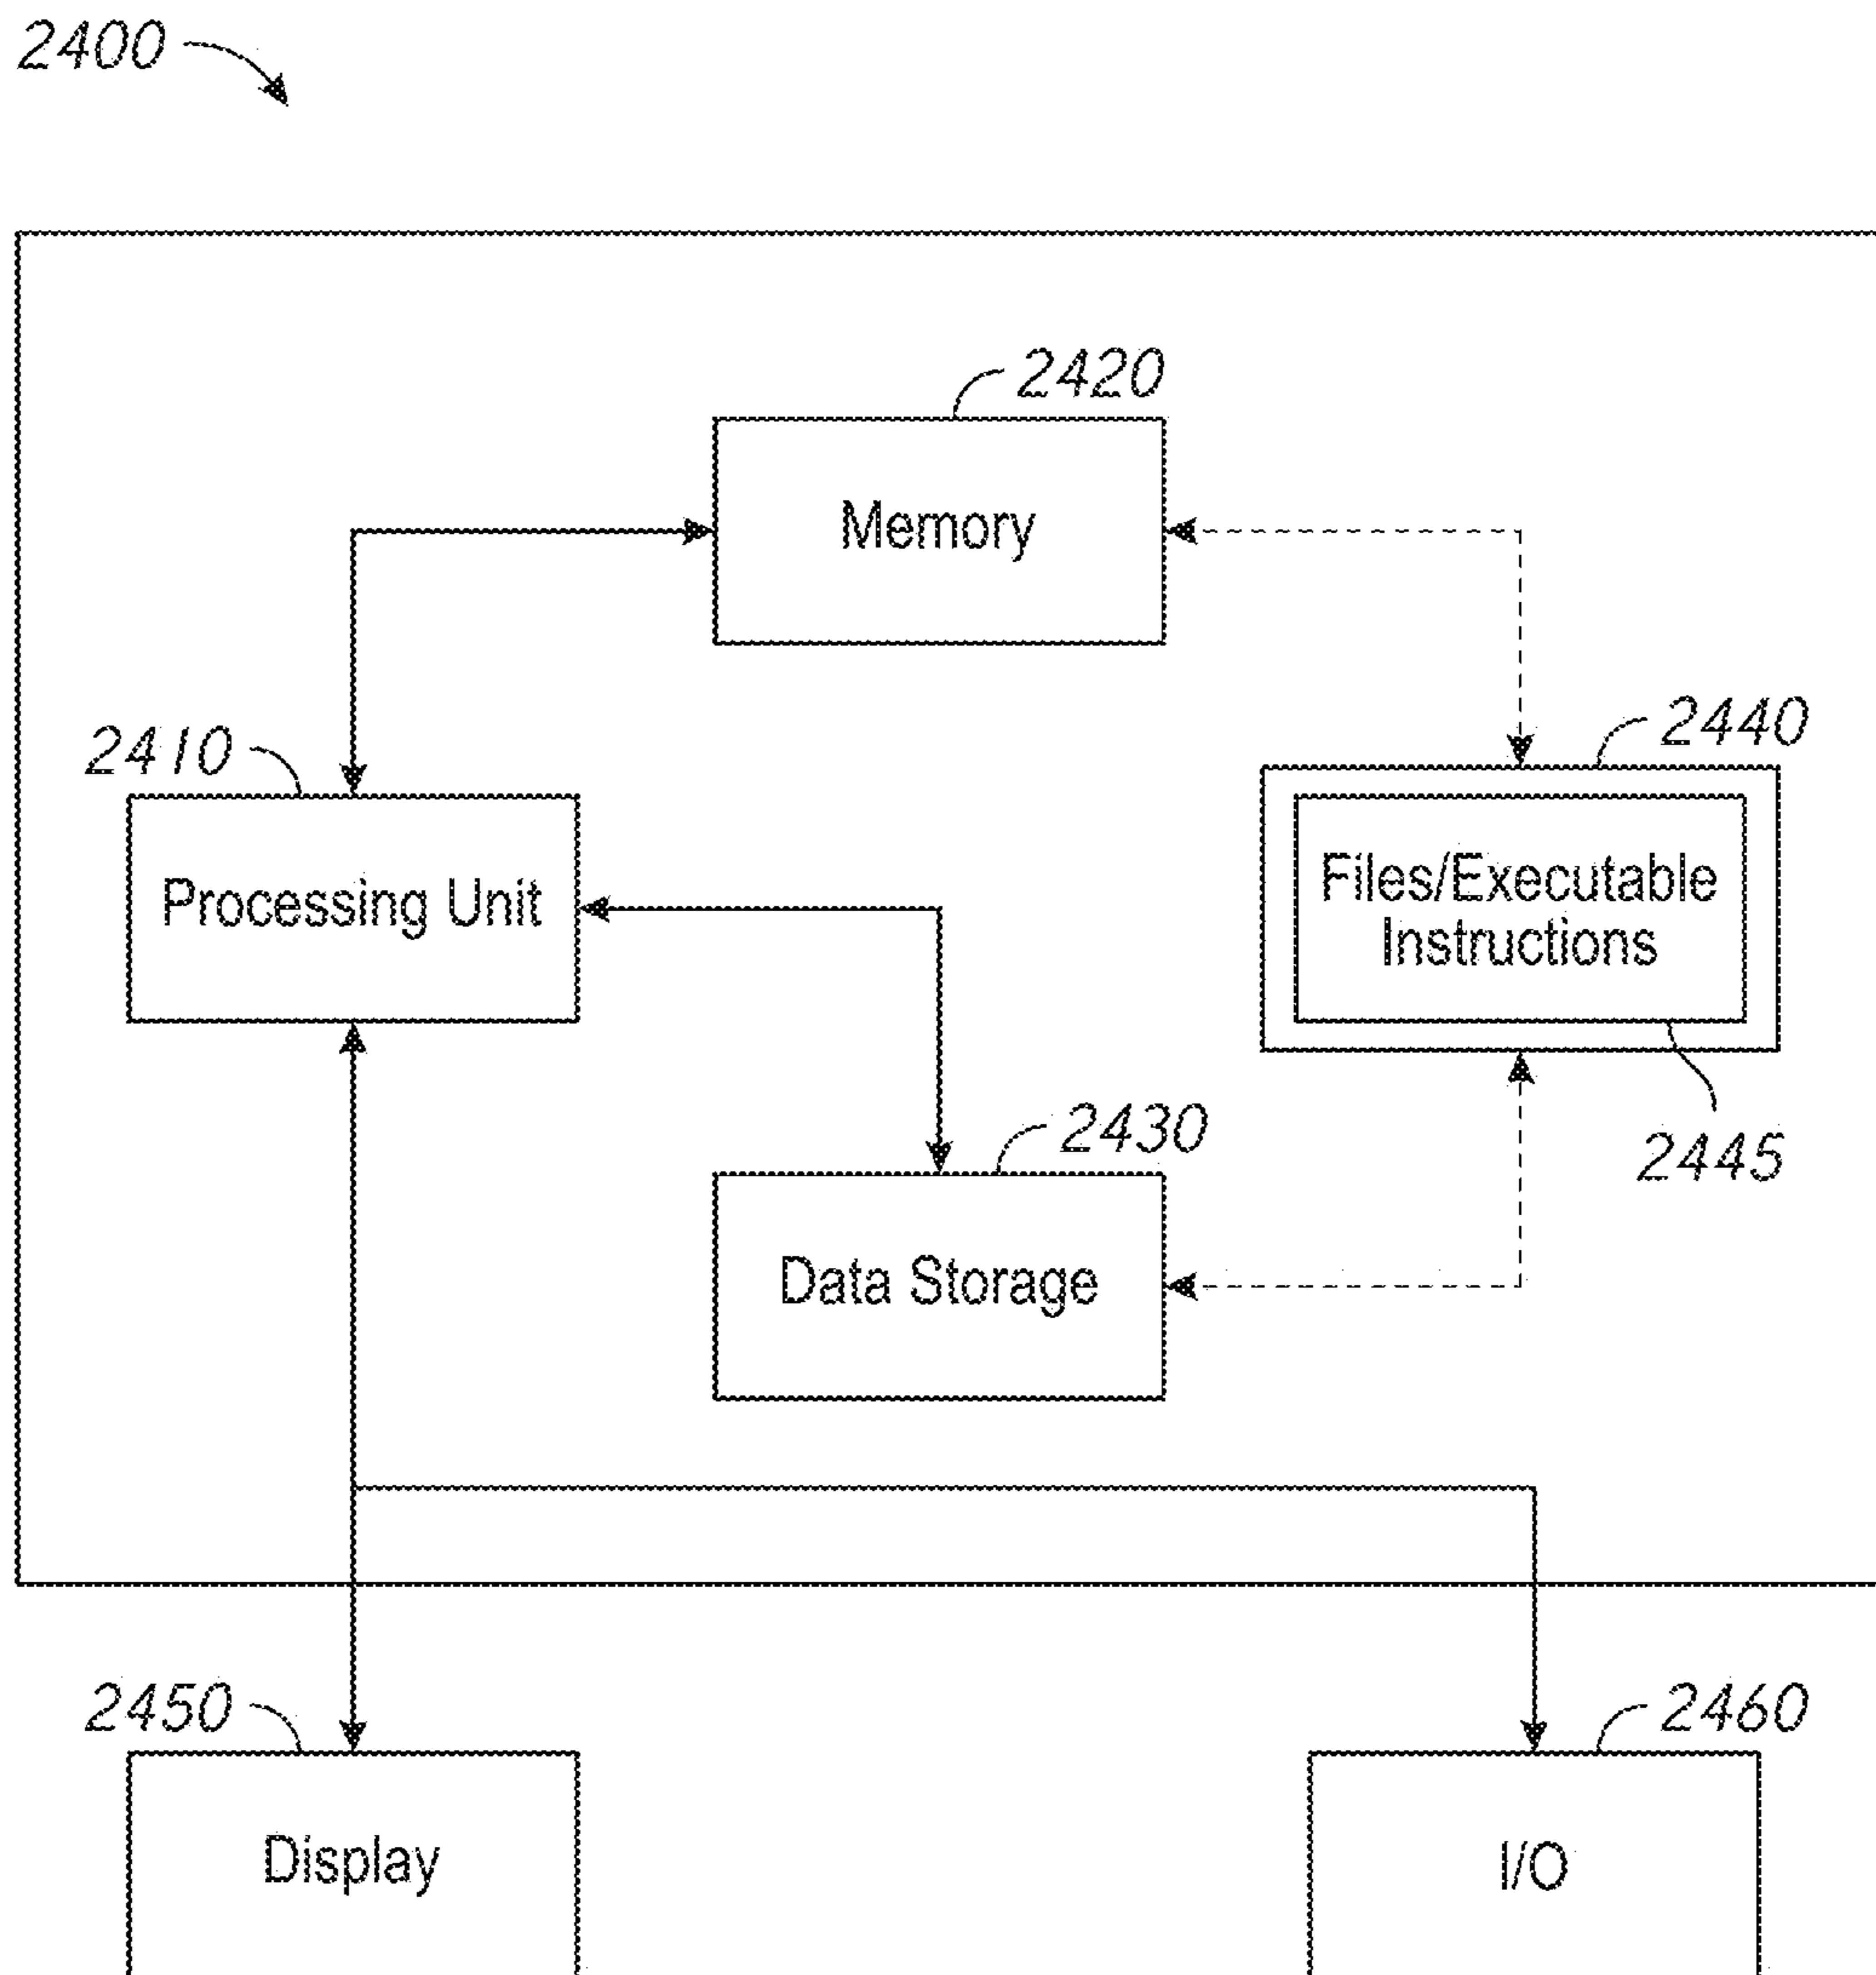 2400
2420
Memory
2410
2440
Processing Unit
Files/Executable
Instructions
2430
2445
Data Storage
2450
2460
Display
I/O